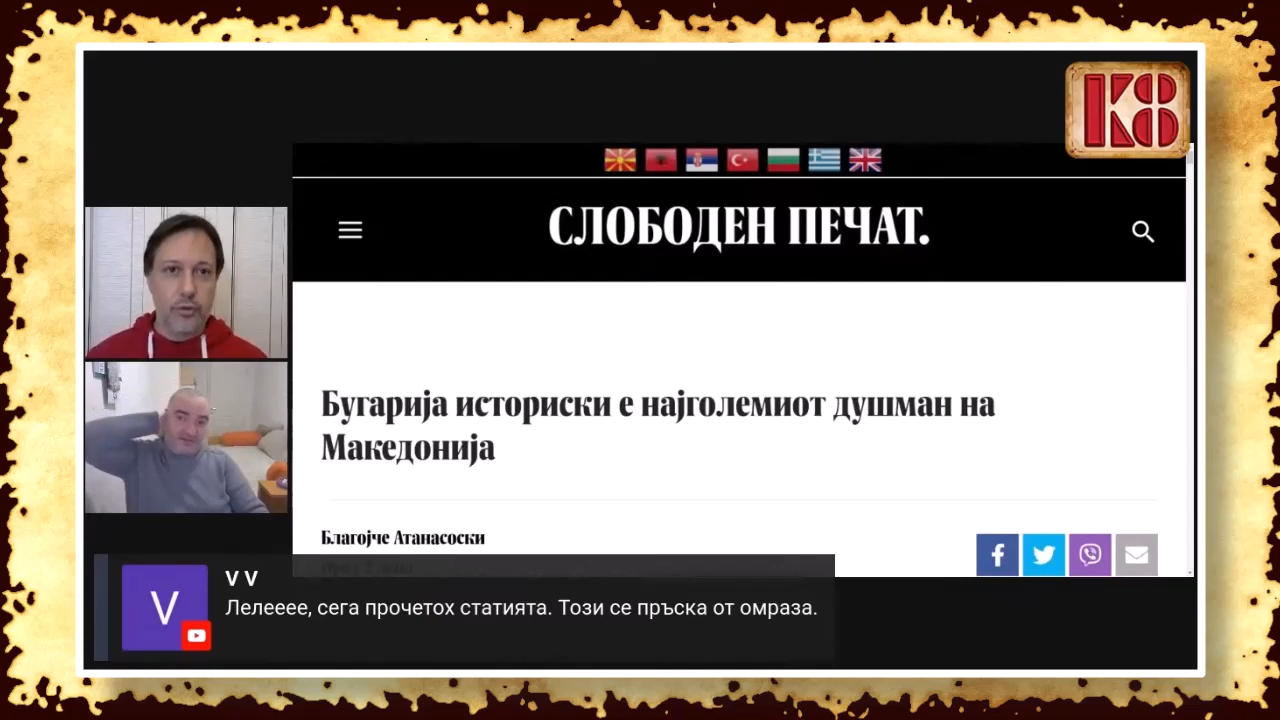 K8
СЛОБОДЕН ПЕЧАТ.
Бугарија историски е најголемиот душман на
Македонија
Благојче Атанасоски
V
V V
Лелееее, сега прочетох статията. Този се пръска от омраза.